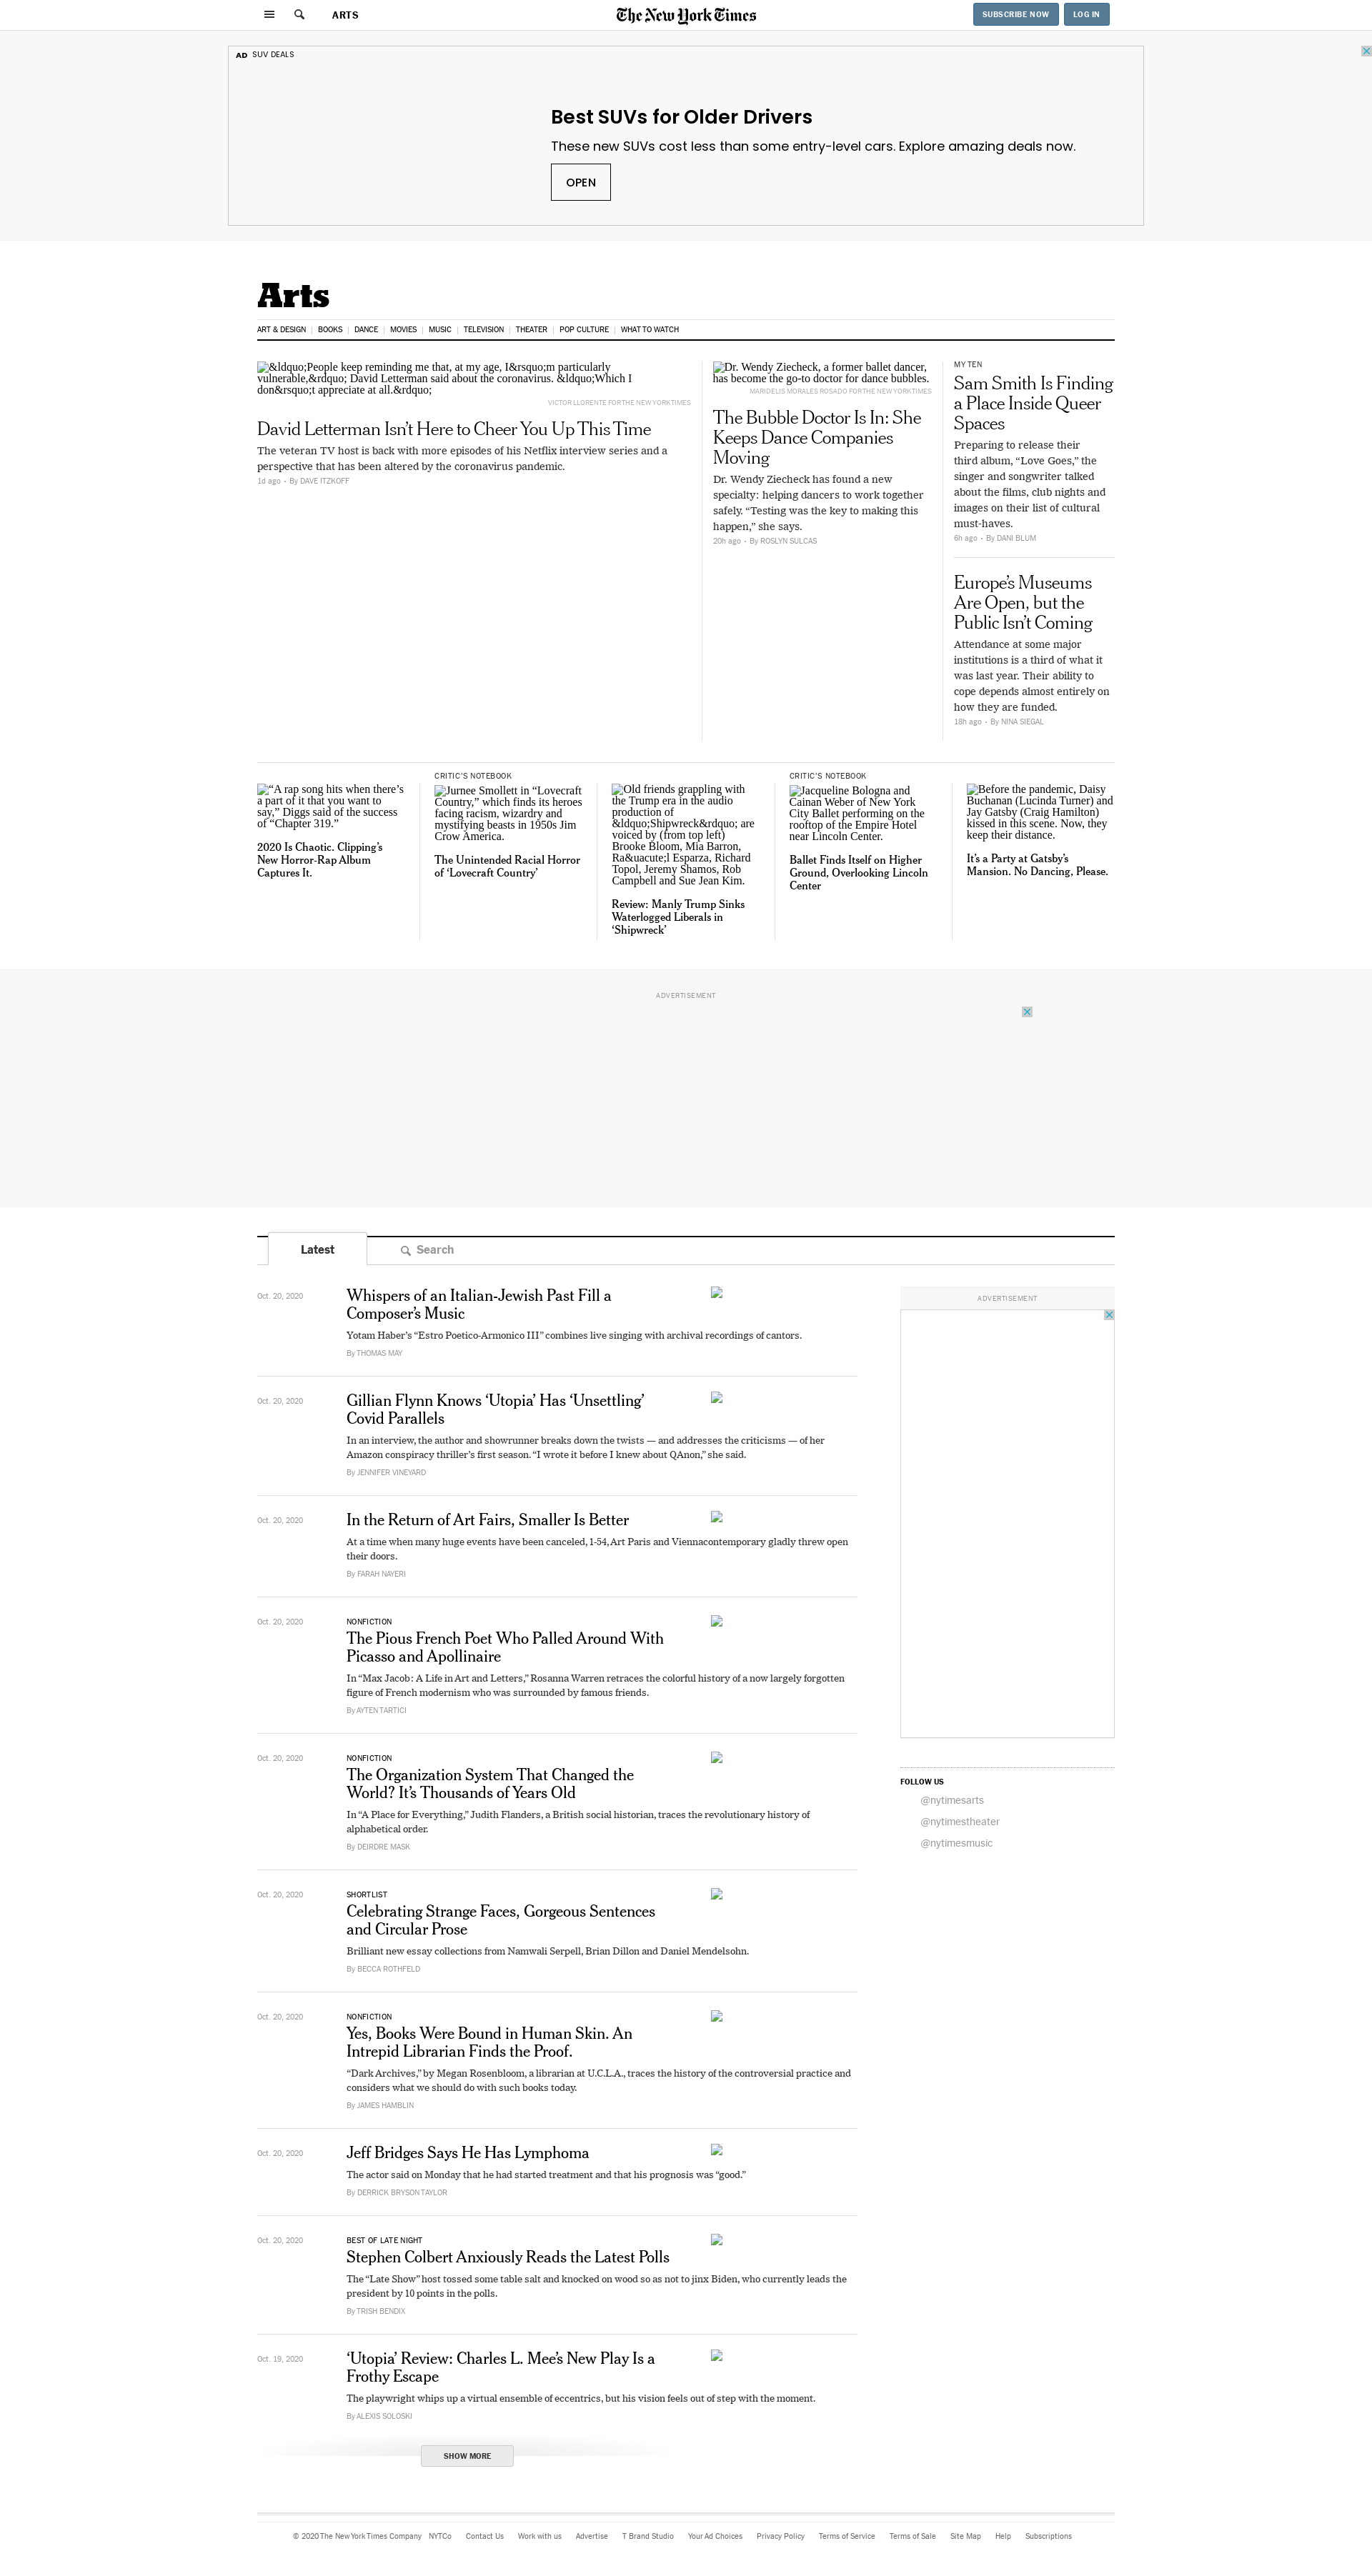 ARTS
The New York Times
SUBSCRIBE NOW
LOG IN
AD SUV DEALS
Best SUVs for Older Drivers
These new SUVs cost less than some entry-level cars. Explore amazing deals now.
OPEN
Arts
ART & DESIGN | BOOKS | DANCE | MOVIES | MUSIC | TELEVISION | THEATER | POP CULTURE | WHAT TO WATCH
&ldquo;People keep reminding me that, at my age, I&rsquo;m particularly
vulnerable,&rdquo; David Letterman said about the coronavirus. &ldquo;Which I
don&rsquo;t appreciate at all.&rdquo;
VICTOR LLORENTE FOR THE NEW YORK TIMES
David Letterman Isn’t Here to Cheer You Up This Time
The veteran TV host is back with more episodes of his Netflix interview series and a
perspective that has been altered by the coronavirus pandemic.
1d ago • By DAVE ITZKOFF
Dr. Wendy Ziecheck, a former ballet dancer,
has become the go-to doctor for dance bubbles.
MARIDELIS MORALES ROSADO FOR THE NEW YORK TIMES
The Bubble Doctor Is In: She
Keeps Dance Companies
Moving
Dr. Wendy Ziecheck has found a new
specialty: helping dancers to work together
safely. “Testing was the key to making this
happen,” she says.
20h ago • By ROSLYN SULCAS
MY TEN
Sam Smith Is Finding
a Place Inside Queer
Spaces
Preparing to release their
third album, “Love Goes,” the
singer and songwriter talked
about the films, club nights and
images on their list of cultural
must-haves.
6h ago • By DANI BLUM
Europe’s Museums
Are Open, but the
Public Isn’t Coming
Attendance at some major
institutions is a third of what it
was last year. Their ability to
cope depends almost entirely on
how they are funded.
18h ago • By NINA SIEGAL
“A rap song hits when there’s
a part of it that you want to
say,” Diggs said of the success
of “Chapter 319.”
2020 Is Chaotic. Clipping’s
New Horror-Rap Album
Captures It.
CRITIC’S NOTEBOOK
Jurnee Smollett in “Lovecraft
Country,” which finds its heroes
facing racism, wizardry and
mystifying beasts in 1950s Jim
Crow America.
The Unintended Racial Horror
of ‘Lovecraft Country’
Old friends grappling with
the Trump era in the audio
production of
&ldquo;Shipwreck&rdquo; are
voiced by (from top left)
Brooke Bloom, Mia Barron,
Ra&uacute;l Esparza, Richard
Topol, Jeremy Shamos, Rob
Campbell and Sue Jean Kim.
Review: Manly Trump Sinks
Waterlogged Liberals in
‘Shipwreck’
CRITIC’S NOTEBOOK
Jacqueline Bologna and
Cainan Weber of New York
City Ballet performing on the
rooftop of the Empire Hotel
near Lincoln Center.
Ballet Finds Itself on Higher
Ground, Overlooking Lincoln
Center
Before the pandemic, Daisy
Buchanan (Lucinda Turner) and
Jay Gatsby (Craig Hamilton)
kissed in this scene. Now, they
keep their distance.
It’s a Party at Gatsby’s
Mansion. No Dancing, Please.
ADVERTISEMENT
Latest
Search
Oct. 20, 2020
Whispers of an Italian-Jewish Past Fill a
Composer’s Music
Yotam Haber’s “Estro Poetico-Armonico III” combines live singing with archival recordings of cantors.
By THOMAS MAY
Oct. 20, 2020
Gillian Flynn Knows ‘Utopia’ Has ‘Unsettling’
Covid Parallels
In an interview, the author and showrunner breaks down the twists — and addresses the criticisms — of her
Amazon conspiracy thriller’s first season. “I wrote it before I knew about QAnon,” she said.
By JENNIFER VINEYARD
Oct. 20, 2020
In the Return of Art Fairs, Smaller Is Better
At a time when many huge events have been canceled, 1-54, Art Paris and Viennacontemporary gladly threw open
their doors.
By FARAH NAYERI
Oct. 20, 2020
NONFICTION
The Pious French Poet Who Palled Around With
Picasso and Apollinaire
In “Max Jacob: A Life in Art and Letters,” Rosanna Warren retraces the colorful history of a now largely forgotten
figure of French modernism who was surrounded by famous friends.
By AYTEN TARTICI
Oct. 20, 2020
NONFICTION
The Organization System That Changed the
World? It’s Thousands of Years Old
In “A Place for Everything,” Judith Flanders, a British social historian, traces the revolutionary history of
alphabetical order.
By DEIRDRE MASK
Oct. 20, 2020
SHORTLIST
Celebrating Strange Faces, Gorgeous Sentences
and Circular Prose
Brilliant new essay collections from Namwali Serpell, Brian Dillon and Daniel Mendelsohn.
By BECCA ROTHFELD
Oct. 20, 2020
NONFICTION
Yes, Books Were Bound in Human Skin. An
Intrepid Librarian Finds the Proof.
“Dark Archives,” by Megan Rosenbloom, a librarian at U.C.L.A., traces the history of the controversial practice and
considers what we should do with such books today.
By JAMES HAMBLIN
Oct. 20, 2020
Jeff Bridges Says He Has Lymphoma
The actor said on Monday that he had started treatment and that his prognosis was “good.”
By DERRICK BRYSON TAYLOR
Oct. 20, 2020
BEST OF LATE NIGHT
Stephen Colbert Anxiously Reads the Latest Polls
The “Late Show” host tossed some table salt and knocked on wood so as not to jinx Biden, who currently leads the
president by 10 points in the polls.
By TRISH BENDIX
Oct. 19, 2020
‘Utopia’ Review: Charles L. Mee’s New Play Is a
Frothy Escape
The playwright whips up a virtual ensemble of eccentrics, but his vision feels out of step with the moment.
By ALEXIS SOLOSKI
SHOW MORE
ADVERTISEMENT
FOLLOW US
@nytimesarts
@nytimestheater
@nytimesmusic
© 2020 The New York Times Company NYTCo Contact Us Work with us Advertise T Brand Studio Your Ad Choices Privacy Policy Terms of Service Terms of Sale Site Map Help Subscriptions